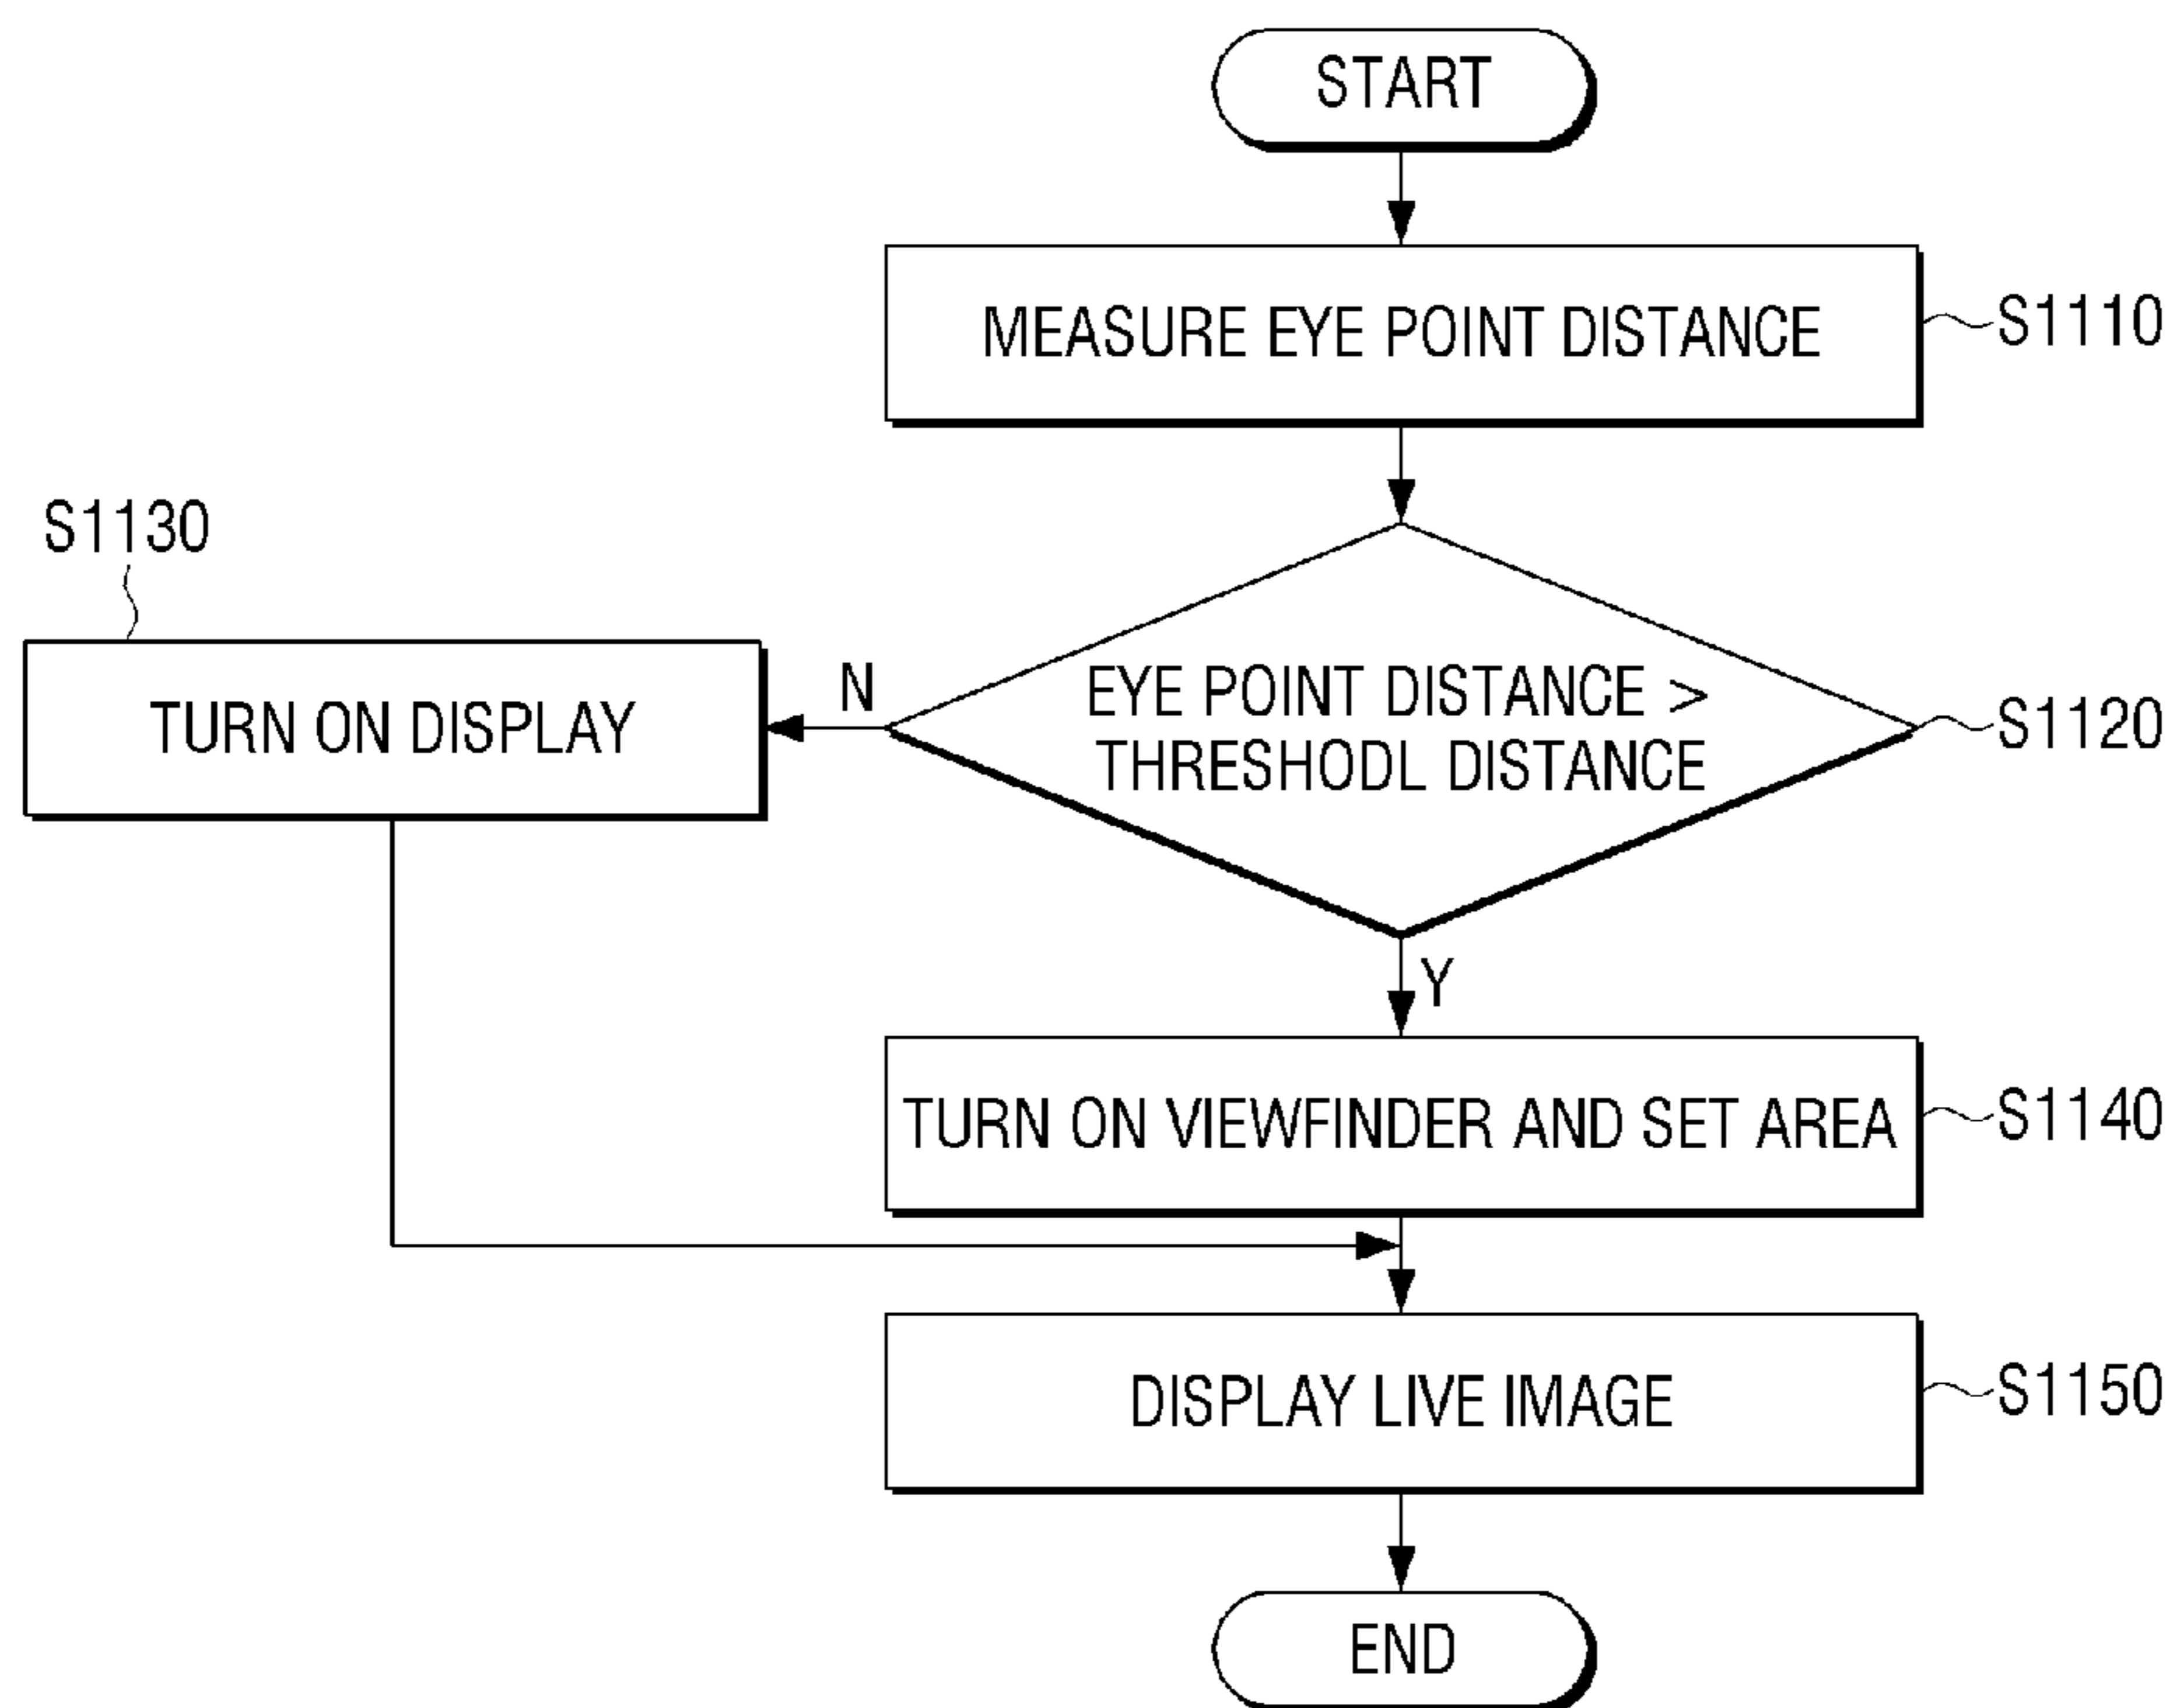 START
MEASURE EYE POINT DISTANCE
S1110
S1130
TURN ON DISPLAY
N
EYE POINT DISTANCE >
THRESHODL DISTANCE
S1120
Y
TURN ON VIEWFINDER AND SET AREA
S1140
DISPLAY LIVE IMAGE
S1150
END